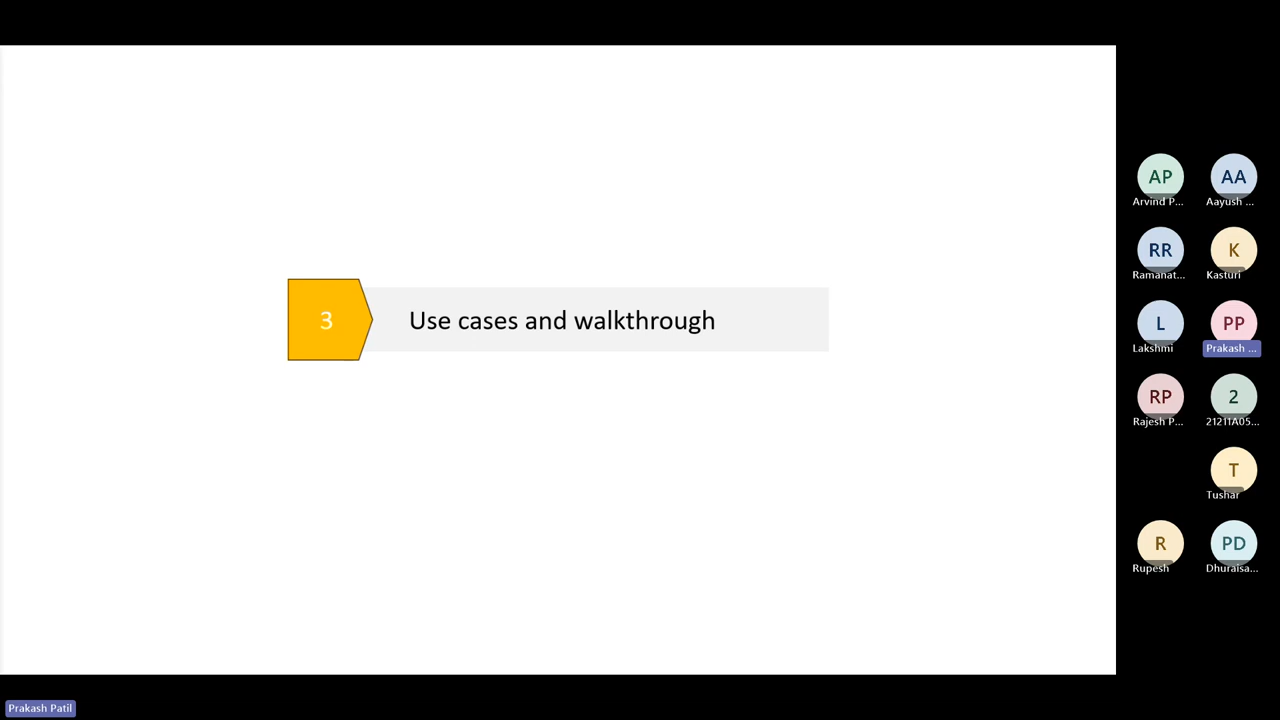 3
Use cases and walkthrough
AP
Arvind P...
AA
Aayush ...
RR
Ramanat...
K
Kasturi
L
Lakshmi
PP
Prakash ...
RP
Rajesh P...
2
21211A05...
T
Tushar
R
Rupesh
PD
Dhuraisa...
Prakash Patil